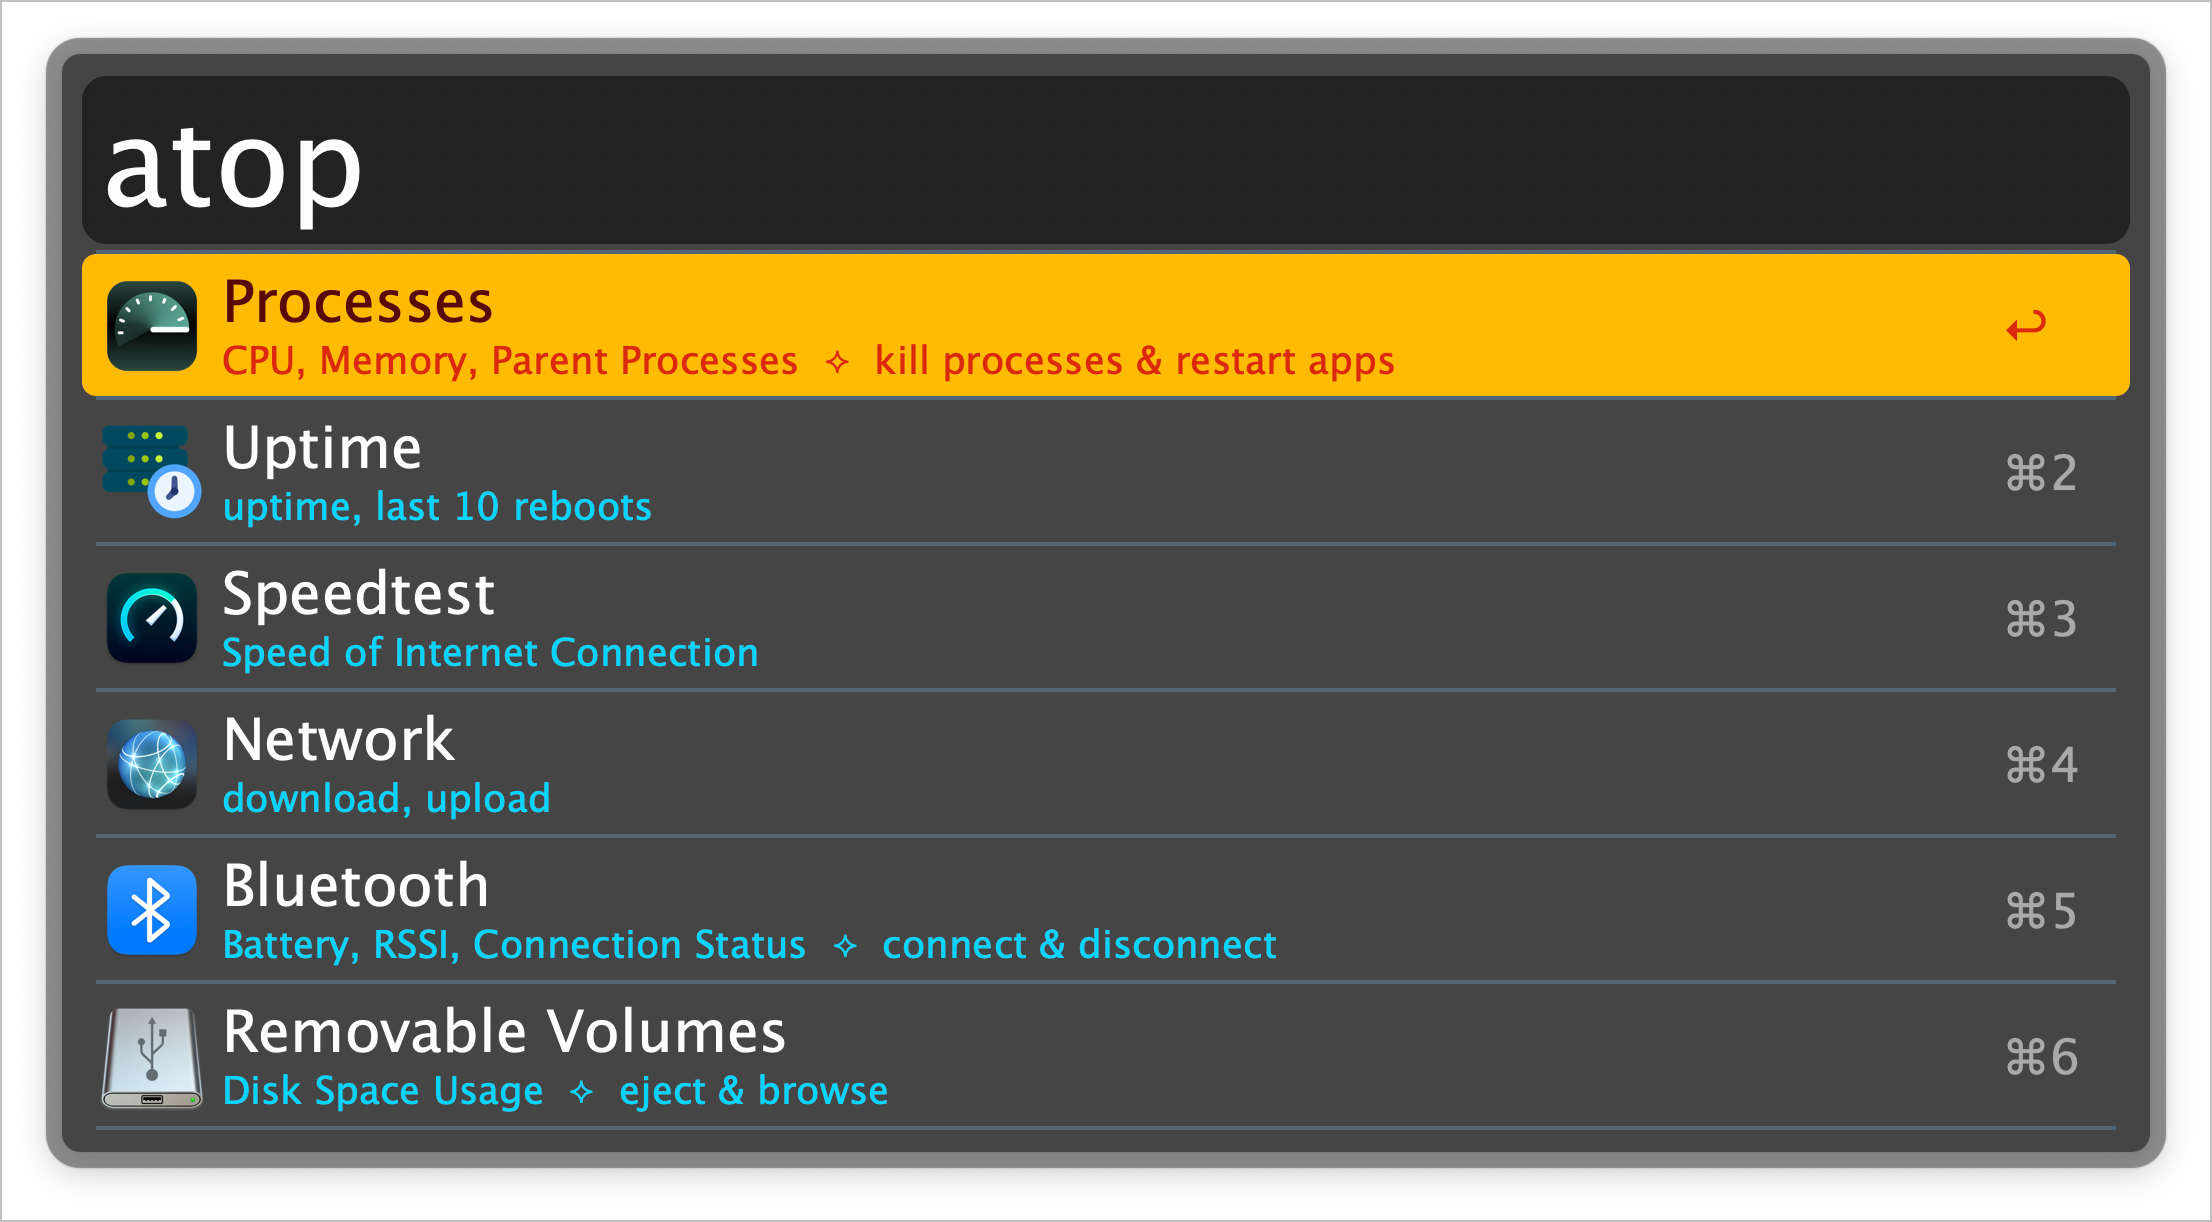 atop
Processes
CPU, Memory, Parent Processes ✧ kill processes & restart apps
↩
Uptime
uptime, last 10 reboots
⌘2
Speedtest
Speed of Internet Connection
⌘3
Network
download, upload
⌘4
Bluetooth
Battery, RSSI, Connection Status ✧ connect & disconnect
⌘5
Removable Volumes
Disk Space Usage ✧ eject & browse
⌘6